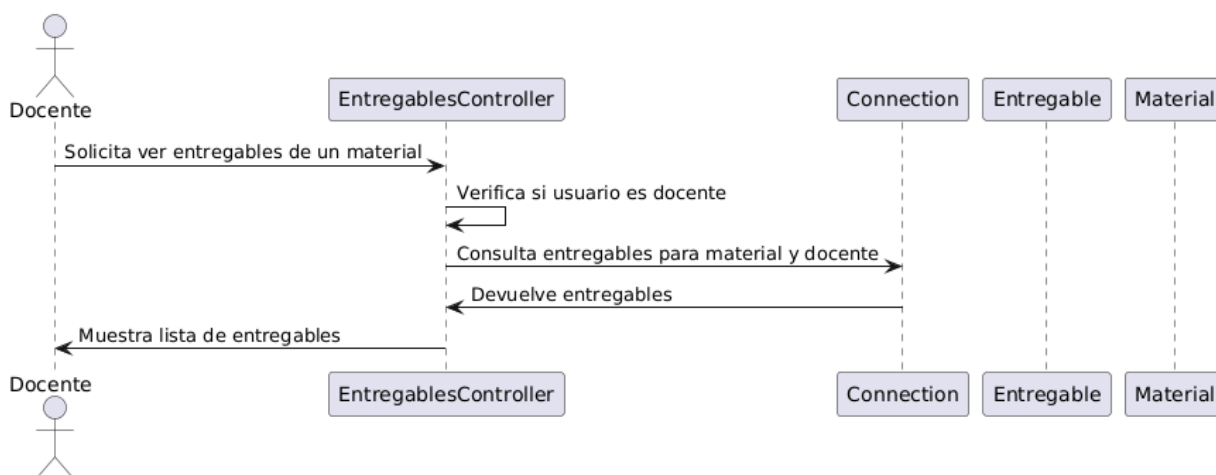 Docente
EntregablesController
Connection
Entregable
Material
Solicita ver entregables de un material
Verifica si usuario es docente
Consulta entregables para material y docente
Devuelve entregables
Muestra lista de entregables
Docente
EntregablesController
Connection
Entregable
Material